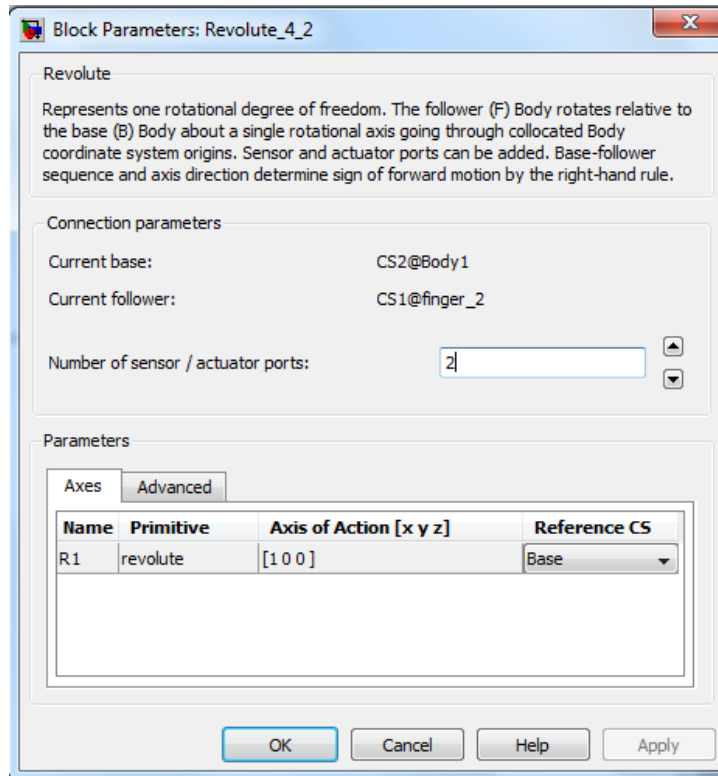 Block Parameters: Revolute_4_2
Revolute
Represents one rotational degree of freedom. The follower (F) Body rotates relative to
the base (B) Body about a single rotational axis going through collocated Body
coordinate system origins. Sensor and actuator ports can be added. Base-follower
sequence and axis direction determine sign of forward motion by the right-hand rule.
Connection parameters
Current base: CS2@Body1
Current follower: CS1@finger_2
Number of sensor / actuator ports: 2
Parameters
Axes Advanced
Name Primitive Axis of Action [x y z] Reference CS
R1 revolute [1 0 0] Base
OK Cancel Help Apply